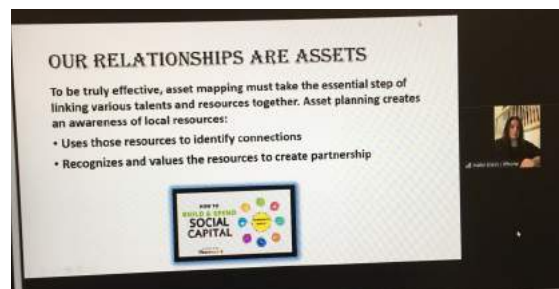 OUR RELATIONSHIPS ARE ASSETS
To be truly effective, asset mapping must take the essential step of
linking various talents and resources together. Asset planning creates
an awareness of local resources:
• Uses those resources to identify connections
• Recognizes and values the resources to create partnership
HOW TO
BUILD & SPEND
SOCIAL
CAPITAL